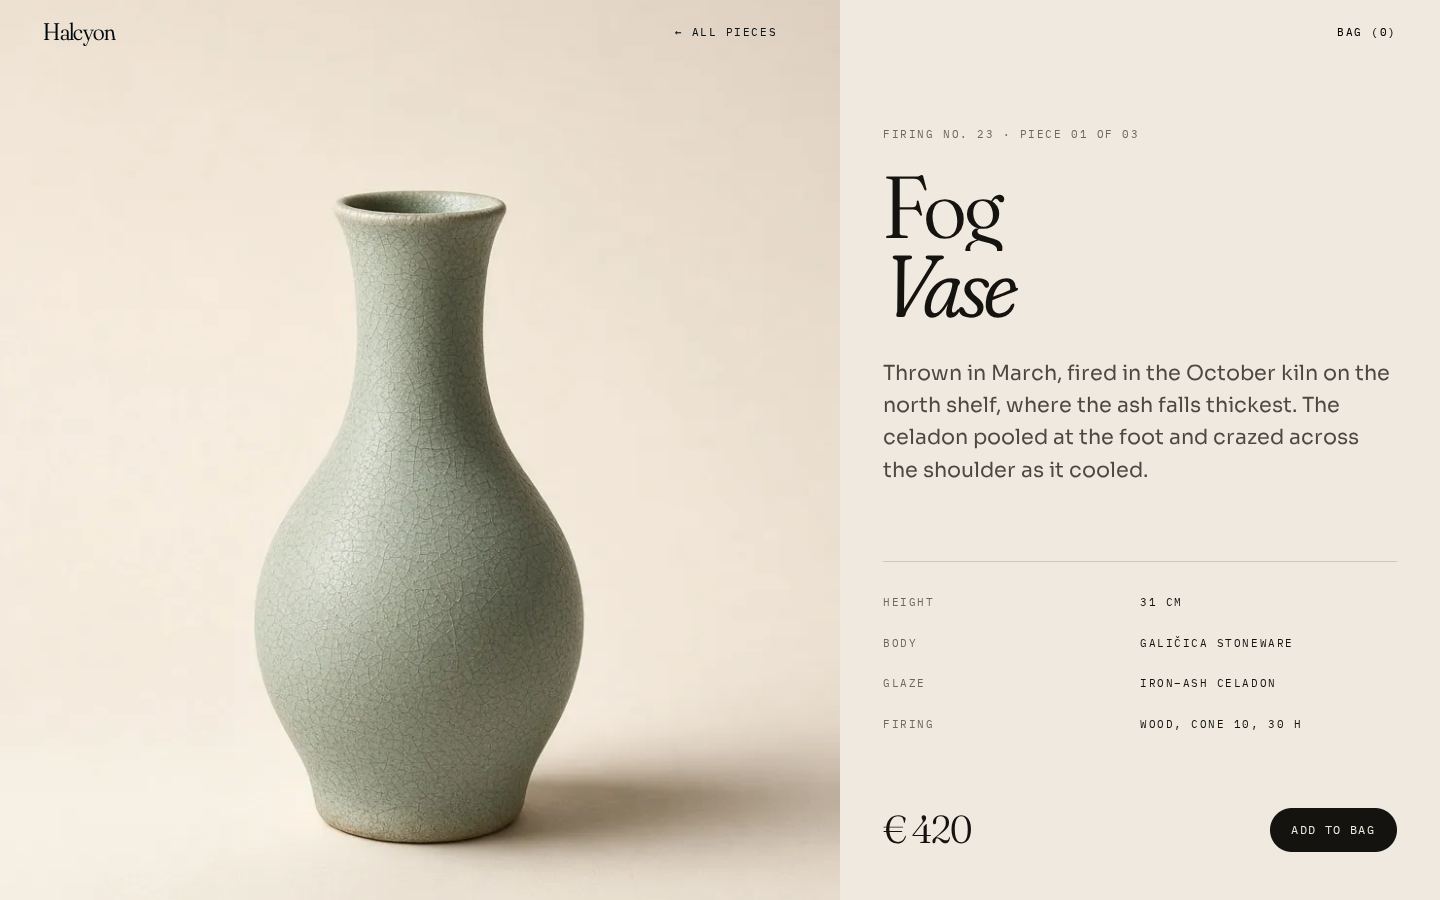 Halcyon
← ALL PIECES
BAG (0)
FIRING NO. 23 · PIECE 01 OF 03
Fog
Vase
Thrown in March, fired in the October kiln on the
north shelf, where the ash falls thickest. The
celadon pooled at the foot and crazed across
the shoulder as it cooled.
HEIGHT 31 CM
BODY GALIČICA STONEWARE
GLAZE IRON–ASH CELADON
FIRING WOOD, CONE 10, 30 H
€ 420
ADD TO BAG